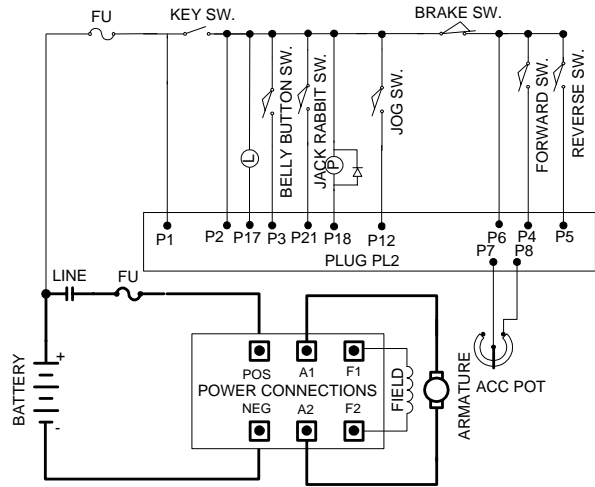 FU
KEY SW.
BRAKE SW.
BELLY BUTTON SW.
JACK RABBIT SW.
JOG SW.
FORWARD SW.
REVERSE SW.
L
P
P1
P2
P17
P3
P21
P18
P12
P6
P4
P5
P7
P8
PLUG PL2
LINE
FU
ACC POT
BATTERY
+
-
POS
A1
F1
POWER CONNECTIONS
NEG
A2
F2
FIELD
ARMATURE